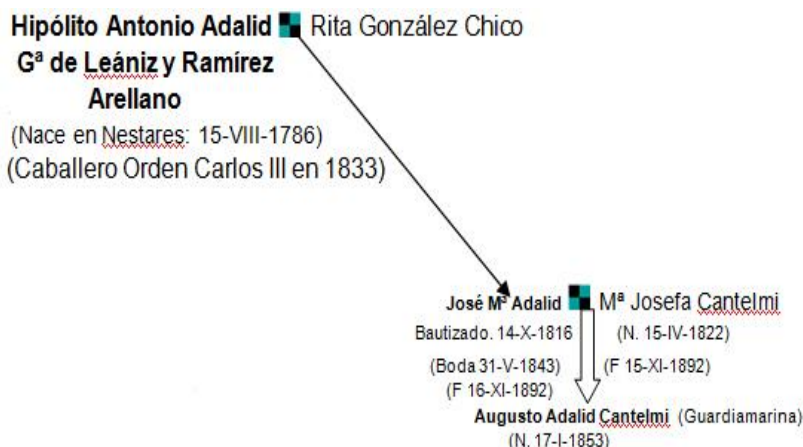 Hipólito Antonio Adalid Rita González Chico
Gª de Leániz y Ramírez
Arellano
(Nace en Nestares: 15-VIII-1786)
(Caballero Orden Carlos III en 1833)
José Mª Adalid Mª Josefa Cantelmi
Bautizado. 14-X-1816 (N. 15-IV-1822)
(Boda 31-V-1843) (F 15-XI-1892)
(F 16-XI-1892)
Augusto Adalid Cantelmi (Guardiamarina)
(N. 17-I-1853)